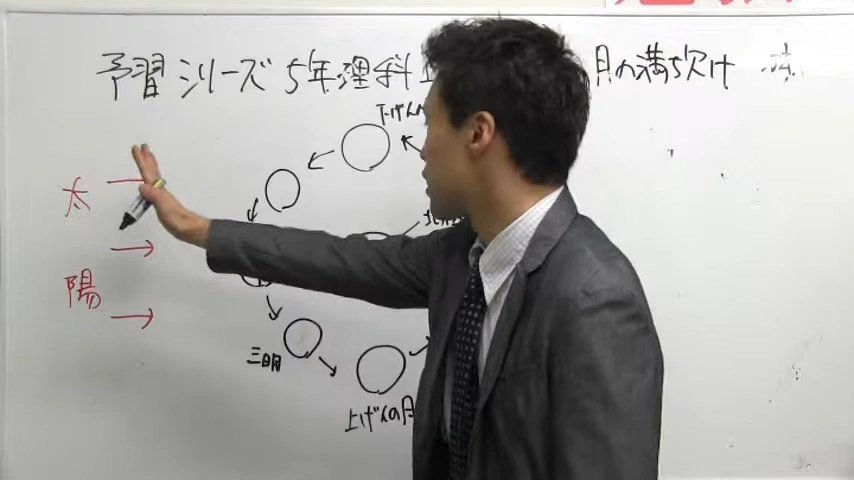 予習シリーズ 5年理科 月の満ち欠け
下げんの
太
陽
三日月
上げんの月